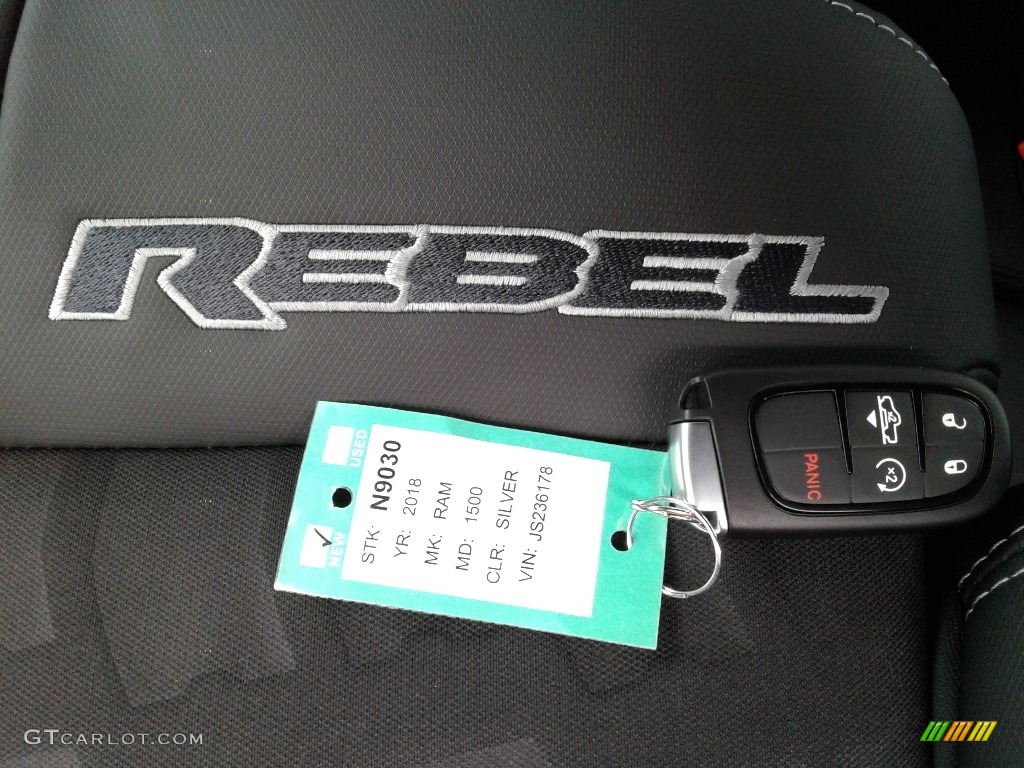 REBEL
USED
NEW
STK: N9030
YR: 2018
MK: RAM
MD: 1500
CLR: SILVER
VIN: JS236178
x2
x2
PANIC
GTCARLOT.COM